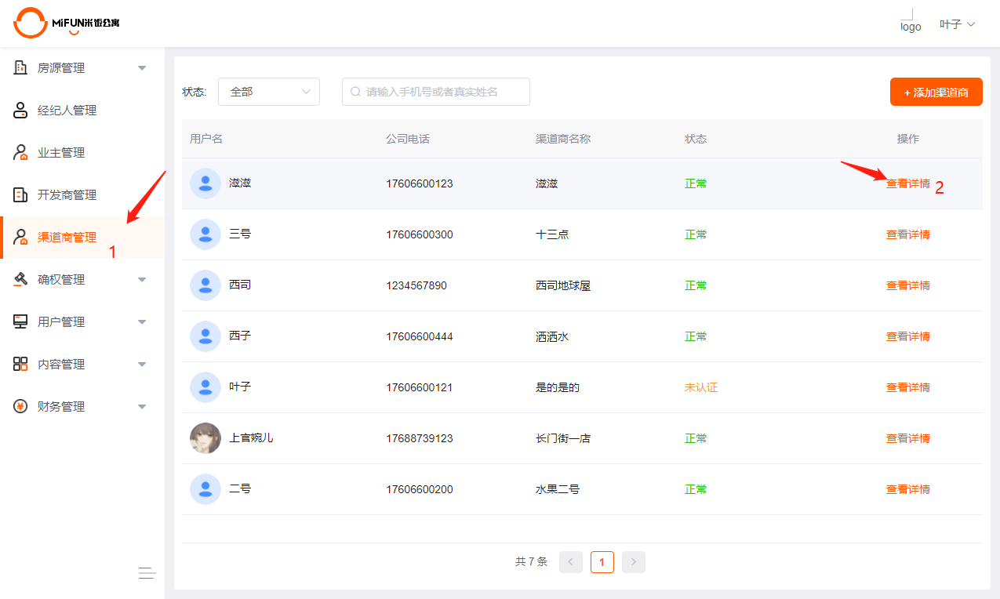 MiFUN米饭公寓
logo 叶子
房源管理
经纪人管理
业主管理
开发商管理
渠道商管理
1
确权管理
用户管理
内容管理
财务管理
状态: 全部 请输入手机号或者真实姓名 + 添加渠道商
用户名 公司电话 渠道商名称 状态 操作
滋滋 17606600123 滋滋 正常 查看详情 2
三号 17606600300 十三点 正常 查看详情
西司 1234567890 西司地球屋 正常 查看详情
西子 17606600444 洒洒水 正常 查看详情
叶子 17606600121 是的是的 未认证 查看详情
上官婉儿 17688739123 长门街一店 正常 查看详情
二号 17606600200 水果二号 正常 查看详情
共 7 条 < 1 >